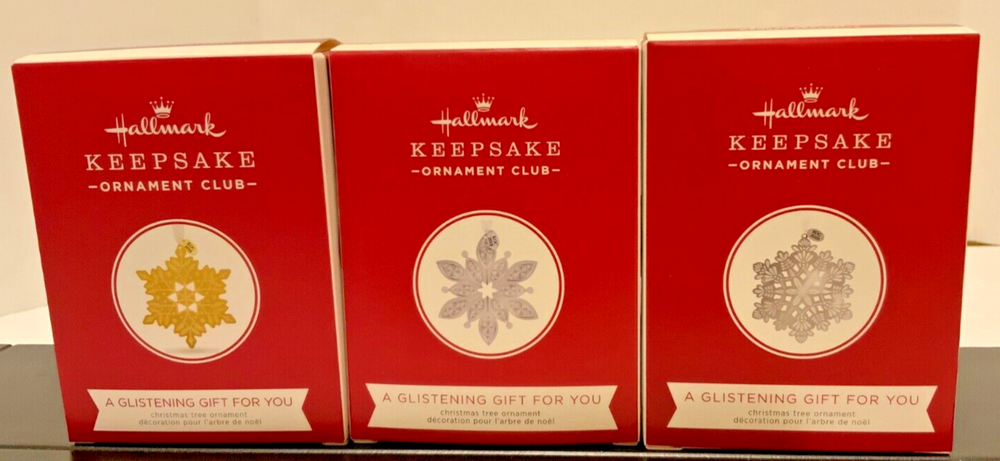 Hallmark
KEEPSAKE
–ORNAMENT CLUB–
A GLISTENING GIFT FOR YOU
christmas tree ornament
décoration pour l'arbre de noël
Hallmark
KEEPSAKE
–ORNAMENT CLUB–
A GLISTENING GIFT FOR YOU
christmas tree ornament
décoration pour l'arbre de noël
Hallmark
KEEPSAKE
–ORNAMENT CLUB–
A GLISTENING GIFT FOR YOU
christmas tree ornament
décoration pour l'arbre de noël